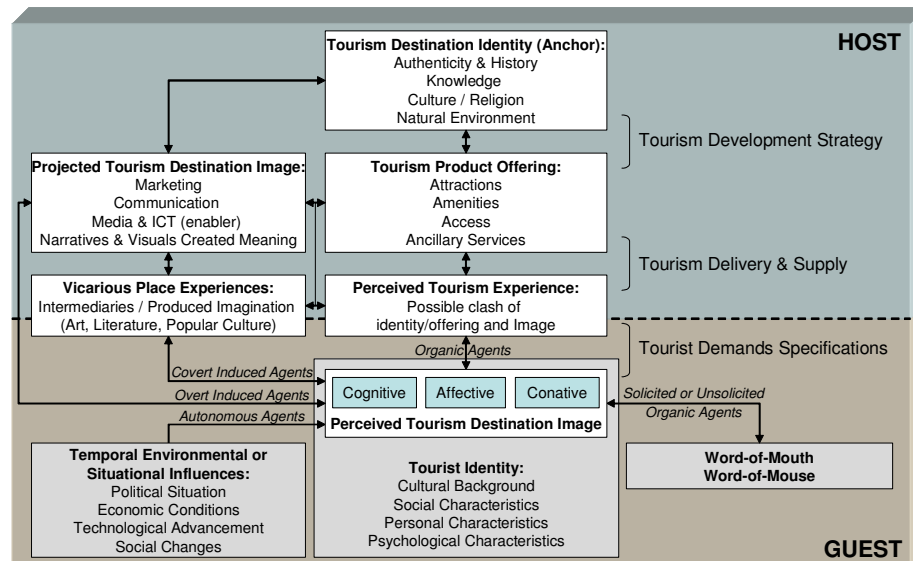 HOST
Tourism Destination Identity (Anchor):
Authenticity & History
Knowledge
Culture / Religion
Natural Environment
Tourism Development Strategy
Projected Tourism Destination Image:
Marketing
Communication
Media & ICT (enabler)
Narratives & Visuals Created Meaning
Tourism Product Offering:
Attractions
Amenities
Access
Ancillary Services
Tourism Delivery & Supply
Vicarious Place Experiences:
Intermediaries / Produced Imagination
(Art, Literature, Popular Culture)
Perceived Tourism Experience:
Possible clash of
identity/offering and Image
Tourist Demands Specifications
Organic Agents
Covert Induced Agents
Overt Induced Agents
Autonomous Agents
Cognitive
Affective
Conative
Perceived Tourism Destination Image
Solicited or Unsolicited
Organic Agents
Temporal Environmental or
Situational Influences:
Political Situation
Economic Conditions
Technological Advancement
Social Changes
Tourist Identity:
Cultural Background
Social Characteristics
Personal Characteristics
Psychological Characteristics
Word-of-Mouth
Word-of-Mouse
GUEST